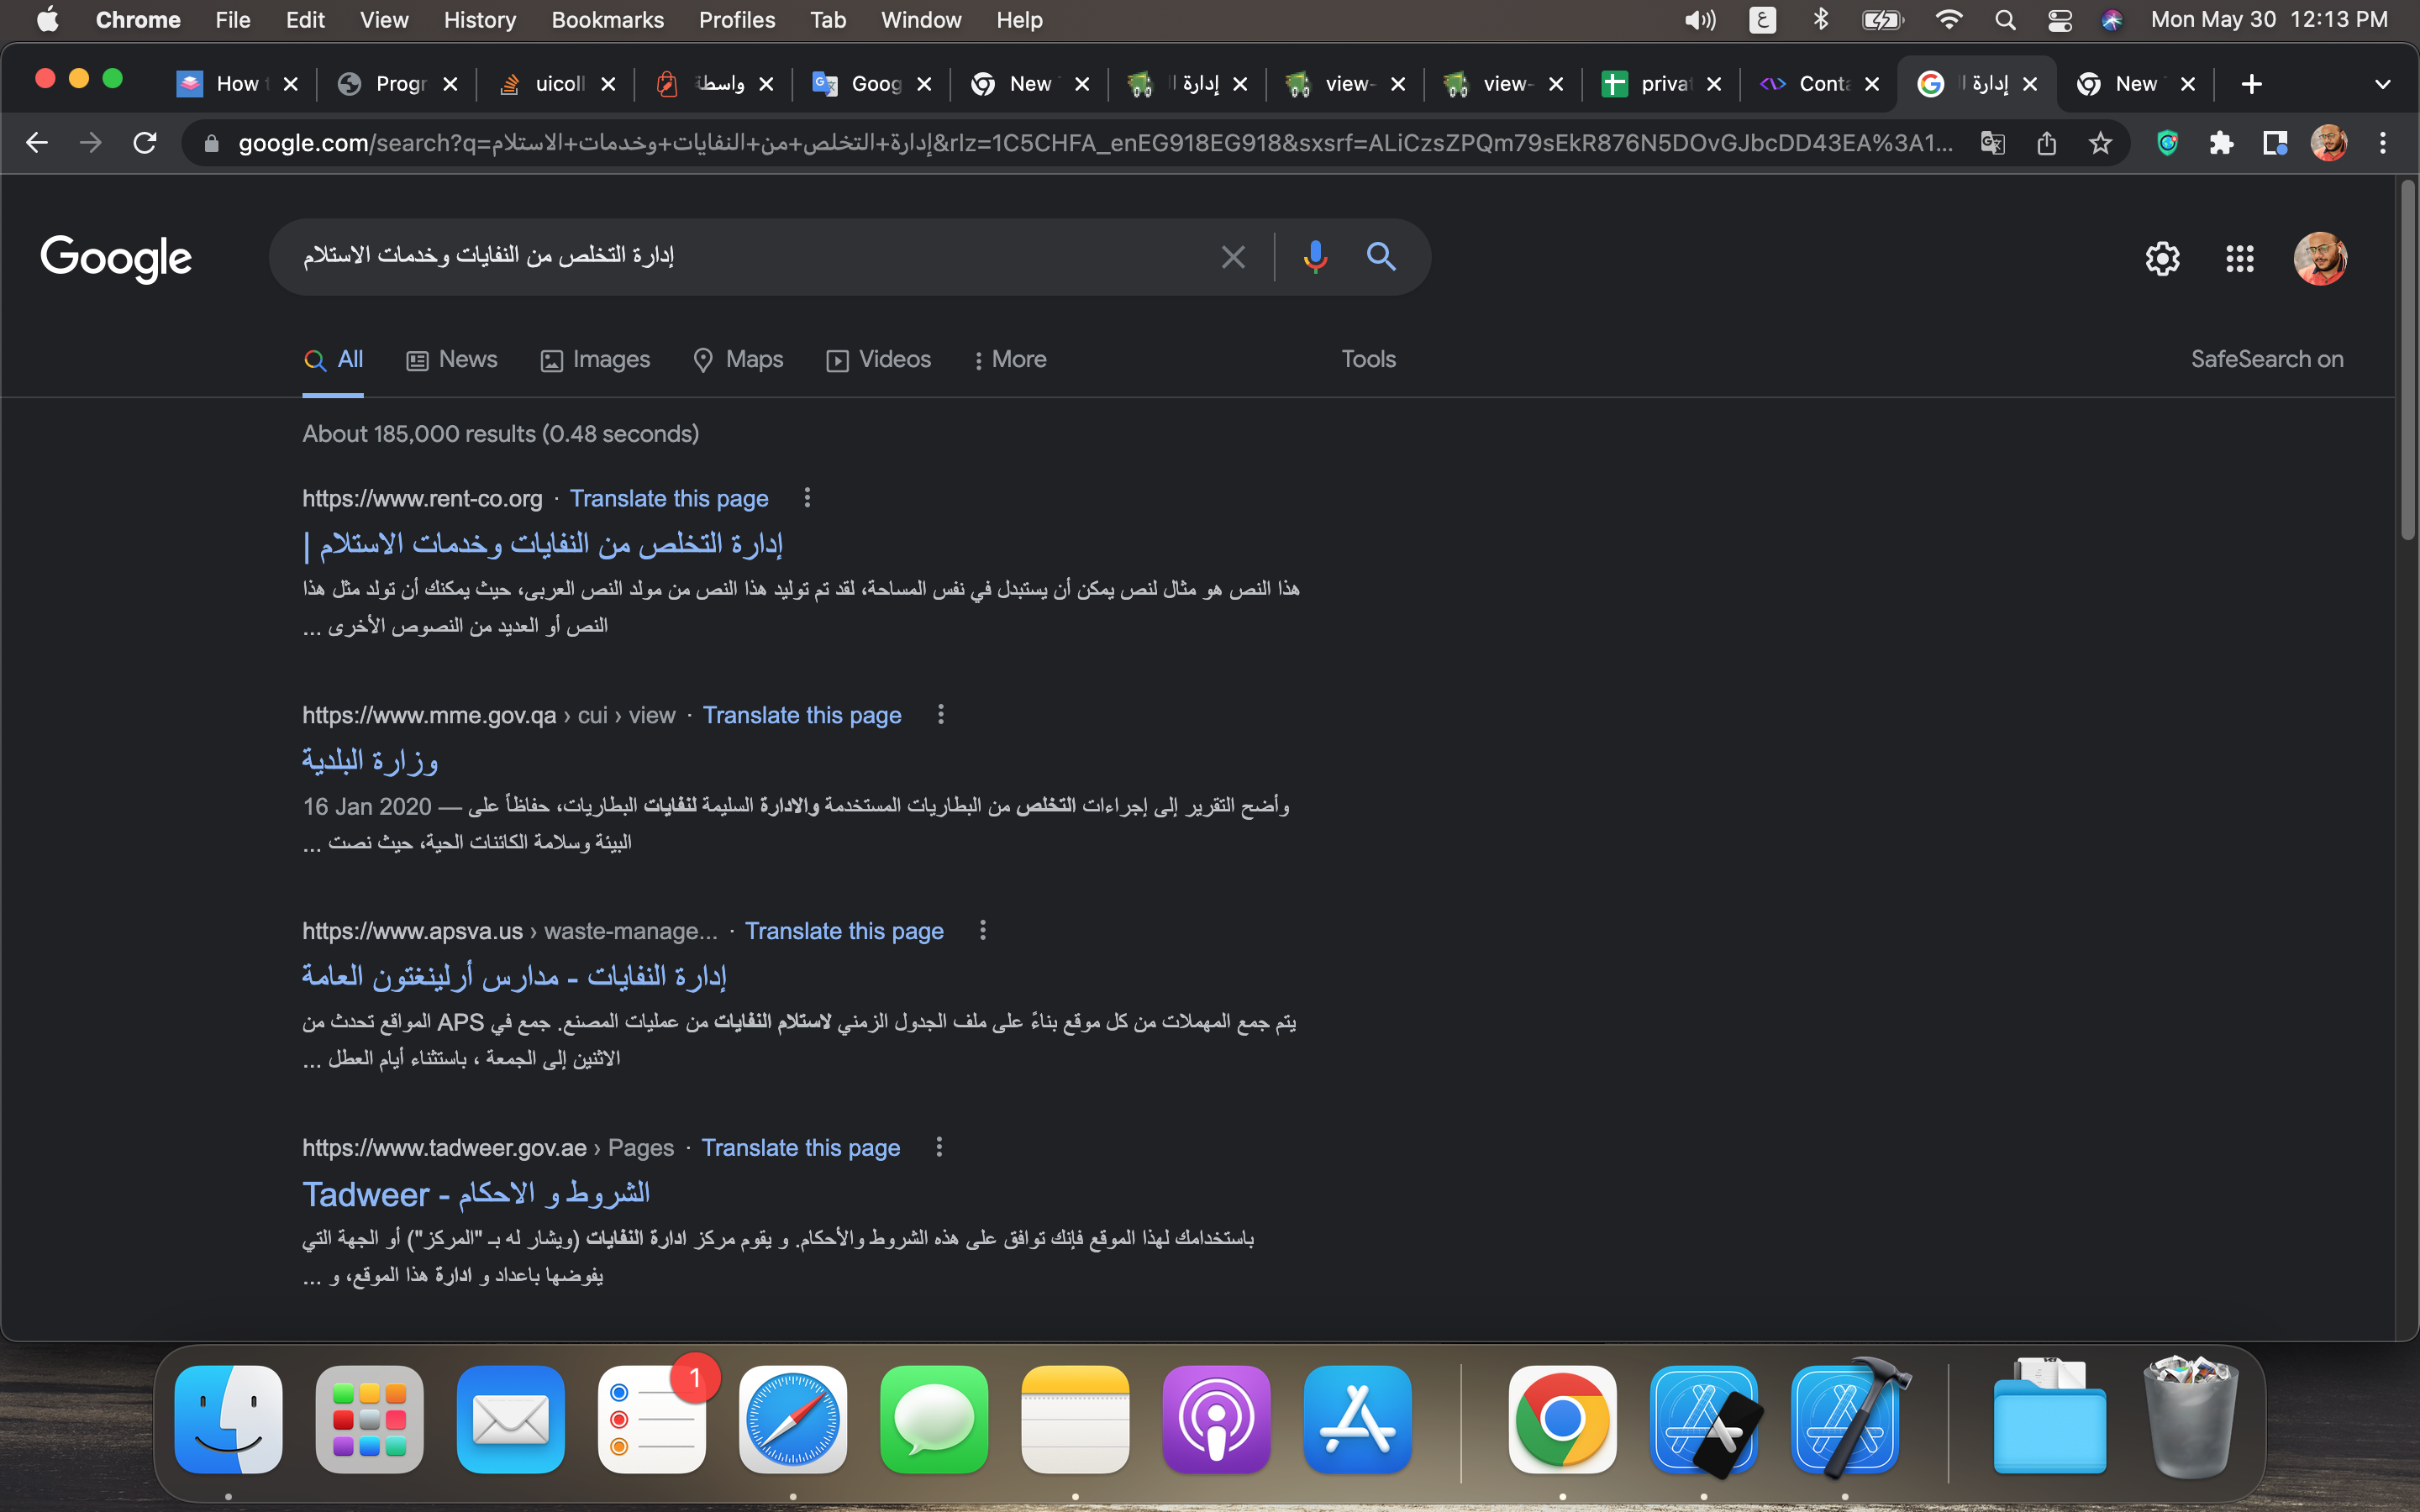 Chrome File Edit View History Bookmarks Profiles Tab Window Help ع Mon May 30 12:13 PM
How Progr uicoll واسطة Goog New إدارة view- view- privat Conta إدارة New
google.com/search?q=إدارة+التخلص+من+النفايات+وخدمات+الاستلام&rlz=1C5CHFA_enEG918EG918&sxsrf=ALiCzsZPQm79sEkR876N5DOvGJbcDD43EA%3A1...
Google إدارة التخلص من النفايات وخدمات الاستلام
All News Images Maps Videos More Tools SafeSearch on
About 185,000 results (0.48 seconds)
https://www.rent-co.org · Translate this page
إدارة التخلص من النفايات وخدمات الاستلام |
هذا النص هو مثال لنص يمكن أن يستبدل في نفس المساحة، لقد تم توليد هذا النص من مولد النص العربى، حيث يمكنك أن تولد مثل هذا
النص أو العديد من النصوص الأخرى ...
https://www.mme.gov.qa › cui › view · Translate this page
وزارة البلدية
16 Jan 2020 — وأضح التقرير إلى إجراءات التخلص من البطاريات المستخدمة والادارة السليمة لنفايات البطاريات، حفاظاً على
البيئة وسلامة الكائنات الحية، حيث نصت ...
https://www.apsva.us › waste-manage... · Translate this page
إدارة النفايات - مدارس أرلينغتون العامة
يتم جمع المهملات من كل موقع بناءً على ملف الجدول الزمني لاستلام النفايات من عمليات المصنع. جمع في APS المواقع تحدث من
الاثنين إلى الجمعة ، باستثناء أيام العطل ...
https://www.tadweer.gov.ae › Pages · Translate this page
الشروط و الاحكام - Tadweer
باستخدامك لهذا الموقع فإنك توافق على هذه الشروط والأحكام. و يقوم مركز ادارة النفايات (ويشار له بـ "المركز") أو الجهة التي
يفوضها باعداد و ادارة هذا الموقع، و ...
1